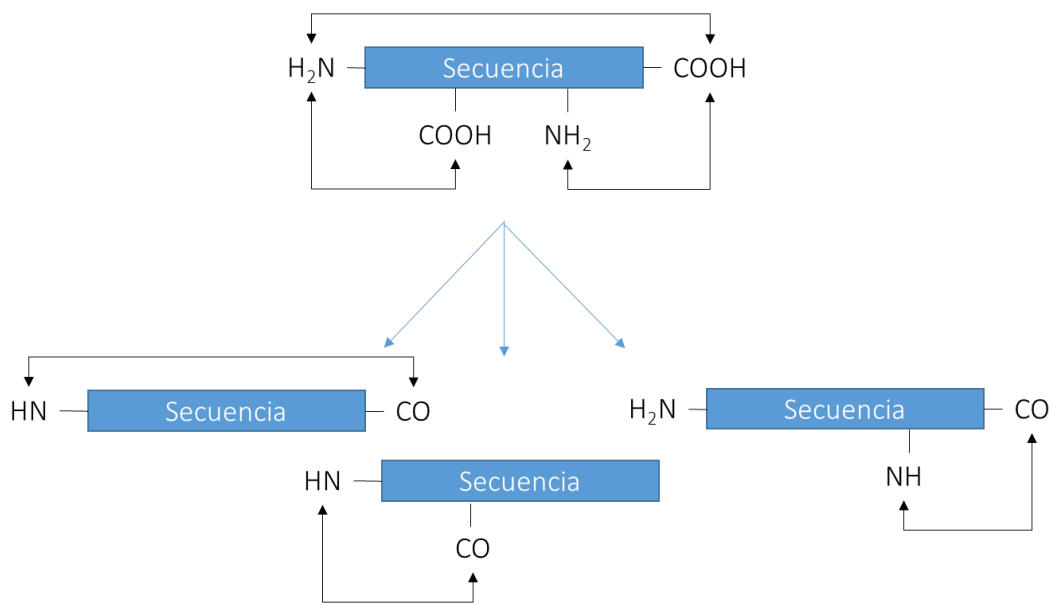 H₂N Secuencia COOH
COOH NH₂
HN Secuencia CO
H₂N Secuencia CO
HN Secuencia
NH
CO